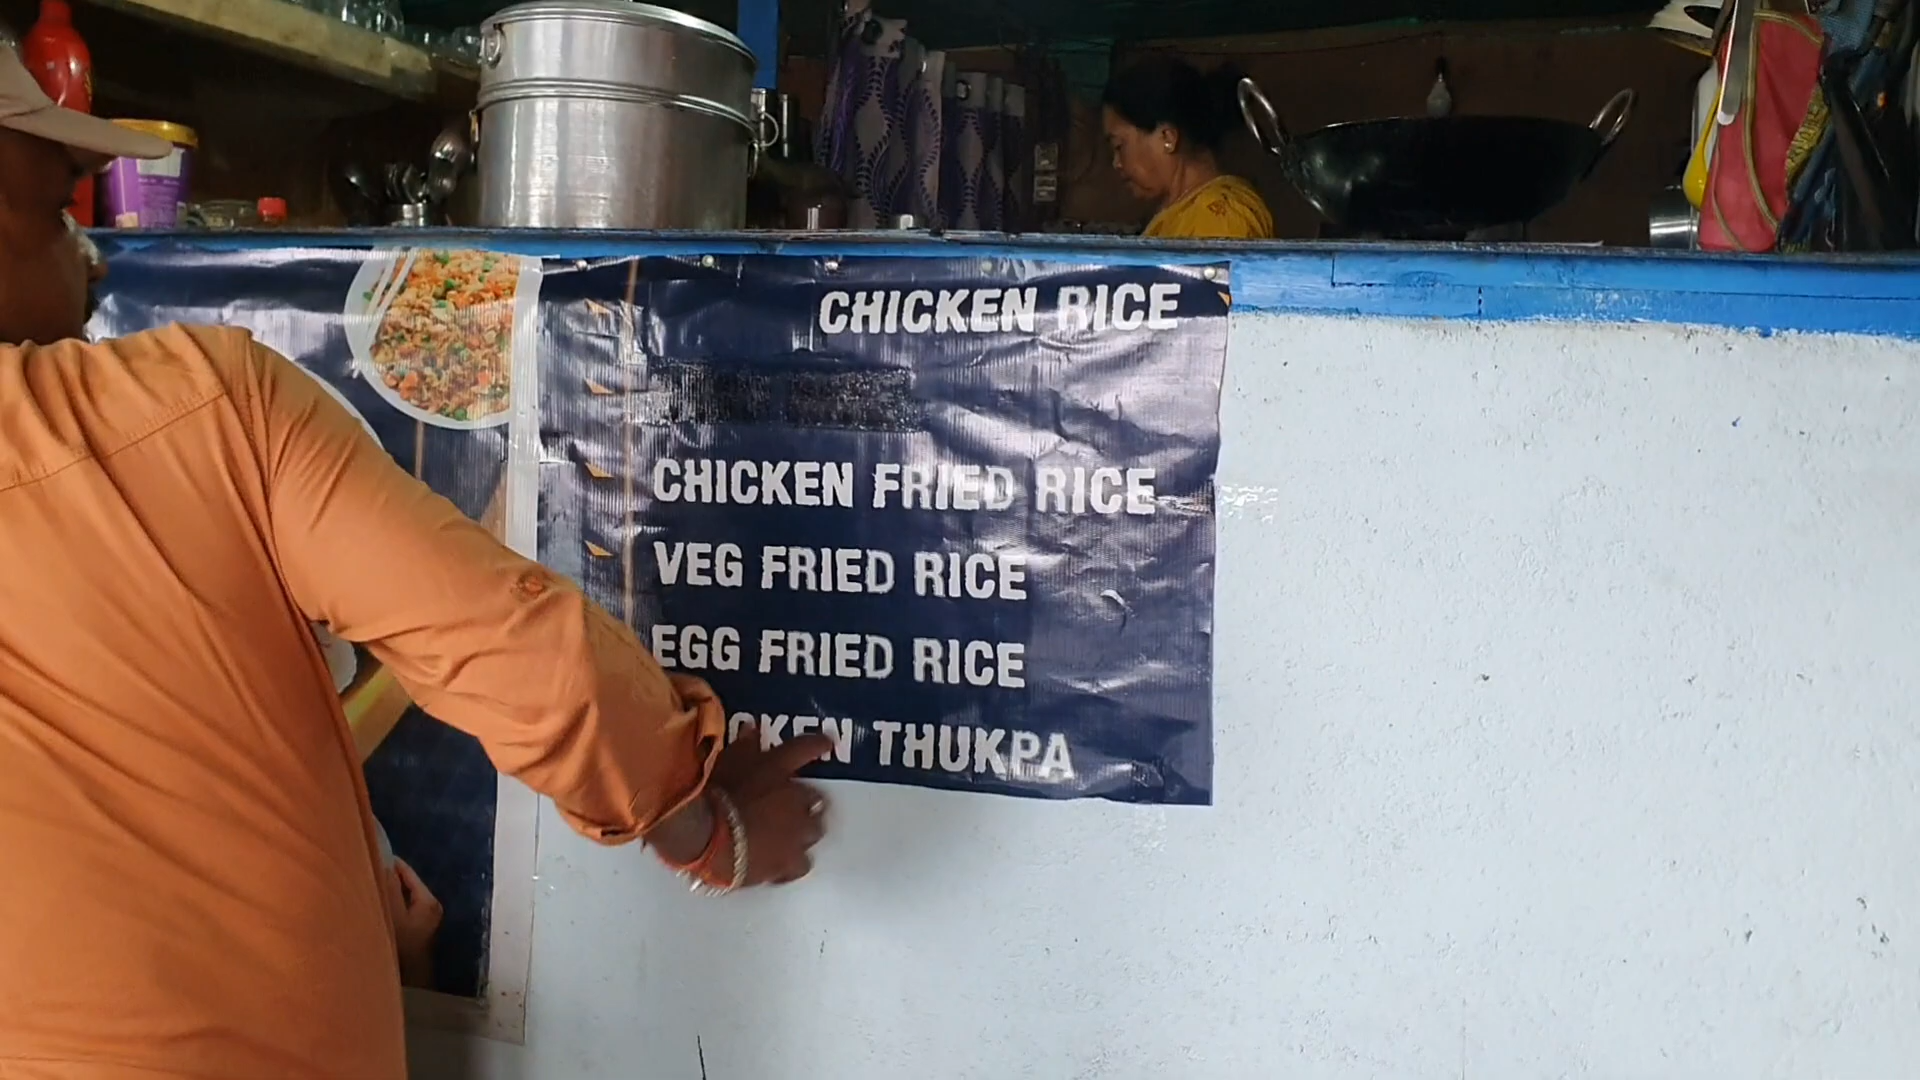 CHICKEN RICE
CHICKEN FRIED RICE
VEG FRIED RICE
EGG FRIED RICE
THUKPA